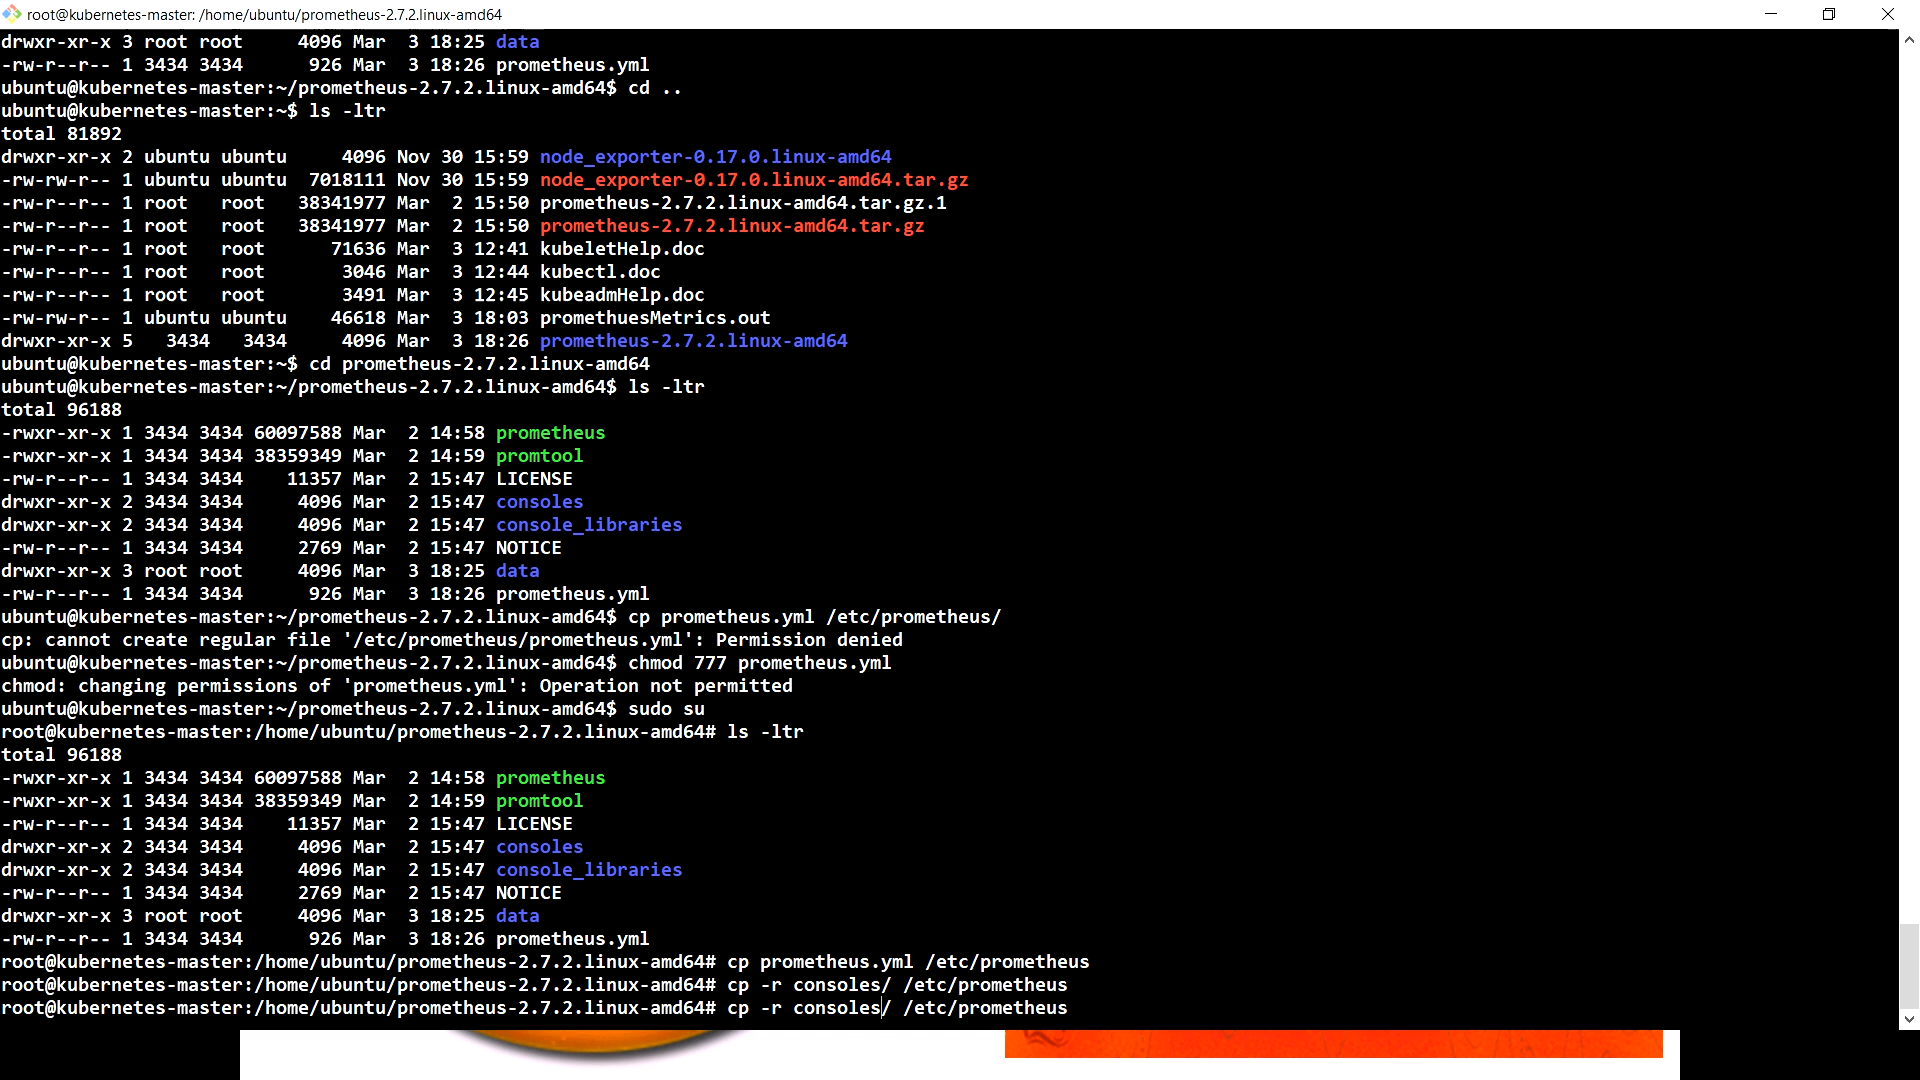 root@kubernetes-master: /home/ubuntu/prometheus-2.7.2.linux-amd64
drwxr-xr-x 3 root root     4096 Mar  3 18:25 data
-rw-r--r-- 1 3434 3434      926 Mar  3 18:26 prometheus.yml
ubuntu@kubernetes-master:~/prometheus-2.7.2.linux-amd64$ cd ..
ubuntu@kubernetes-master:~$ ls -ltr
total 81892
drwxr-xr-x 2 ubuntu ubuntu     4096 Nov 30 15:59 node_exporter-0.17.0.linux-amd64
-rw-rw-r-- 1 ubuntu ubuntu  7018111 Nov 30 15:59 node_exporter-0.17.0.linux-amd64.tar.gz
-rw-r--r-- 1 root   root   38341977 Mar  2 15:50 prometheus-2.7.2.linux-amd64.tar.gz.1
-rw-r--r-- 1 root   root   38341977 Mar  2 15:50 prometheus-2.7.2.linux-amd64.tar.gz
-rw-r--r-- 1 root   root      71636 Mar  3 12:41 kubeletHelp.doc
-rw-r--r-- 1 root   root       3046 Mar  3 12:44 kubectl.doc
-rw-r--r-- 1 root   root       3491 Mar  3 12:45 kubeadmHelp.doc
-rw-rw-r-- 1 ubuntu ubuntu    46618 Mar  3 18:03 promethuesMetrics.out
drwxr-xr-x 5   3434   3434     4096 Mar  3 18:26 prometheus-2.7.2.linux-amd64
ubuntu@kubernetes-master:~$ cd prometheus-2.7.2.linux-amd64
ubuntu@kubernetes-master:~/prometheus-2.7.2.linux-amd64$ ls -ltr
total 96188
-rwxr-xr-x 1 3434 3434 60097588 Mar  2 14:58 prometheus
-rwxr-xr-x 1 3434 3434 38359349 Mar  2 14:59 promtool
-rw-r--r-- 1 3434 3434    11357 Mar  2 15:47 LICENSE
drwxr-xr-x 2 3434 3434     4096 Mar  2 15:47 consoles
drwxr-xr-x 2 3434 3434     4096 Mar  2 15:47 console_libraries
-rw-r--r-- 1 3434 3434     2769 Mar  2 15:47 NOTICE
drwxr-xr-x 3 root root     4096 Mar  3 18:25 data
-rw-r--r-- 1 3434 3434      926 Mar  3 18:26 prometheus.yml
ubuntu@kubernetes-master:~/prometheus-2.7.2.linux-amd64$ cp prometheus.yml /etc/prometheus/
cp: cannot create regular file '/etc/prometheus/prometheus.yml': Permission denied
ubuntu@kubernetes-master:~/prometheus-2.7.2.linux-amd64$ chmod 777 prometheus.yml
chmod: changing permissions of 'prometheus.yml': Operation not permitted
ubuntu@kubernetes-master:~/prometheus-2.7.2.linux-amd64$ sudo su
root@kubernetes-master:/home/ubuntu/prometheus-2.7.2.linux-amd64# ls -ltr
total 96188
-rwxr-xr-x 1 3434 3434 60097588 Mar  2 14:58 prometheus
-rwxr-xr-x 1 3434 3434 38359349 Mar  2 14:59 promtool
-rw-r--r-- 1 3434 3434    11357 Mar  2 15:47 LICENSE
drwxr-xr-x 2 3434 3434     4096 Mar  2 15:47 consoles
drwxr-xr-x 2 3434 3434     4096 Mar  2 15:47 console_libraries
-rw-r--r-- 1 3434 3434     2769 Mar  2 15:47 NOTICE
drwxr-xr-x 3 root root     4096 Mar  3 18:25 data
-rw-r--r-- 1 3434 3434      926 Mar  3 18:26 prometheus.yml
root@kubernetes-master:/home/ubuntu/prometheus-2.7.2.linux-amd64# cp prometheus.yml /etc/prometheus
root@kubernetes-master:/home/ubuntu/prometheus-2.7.2.linux-amd64# cp -r consoles/ /etc/prometheus
root@kubernetes-master:/home/ubuntu/prometheus-2.7.2.linux-amd64# cp -r consoles/ /etc/prometheus